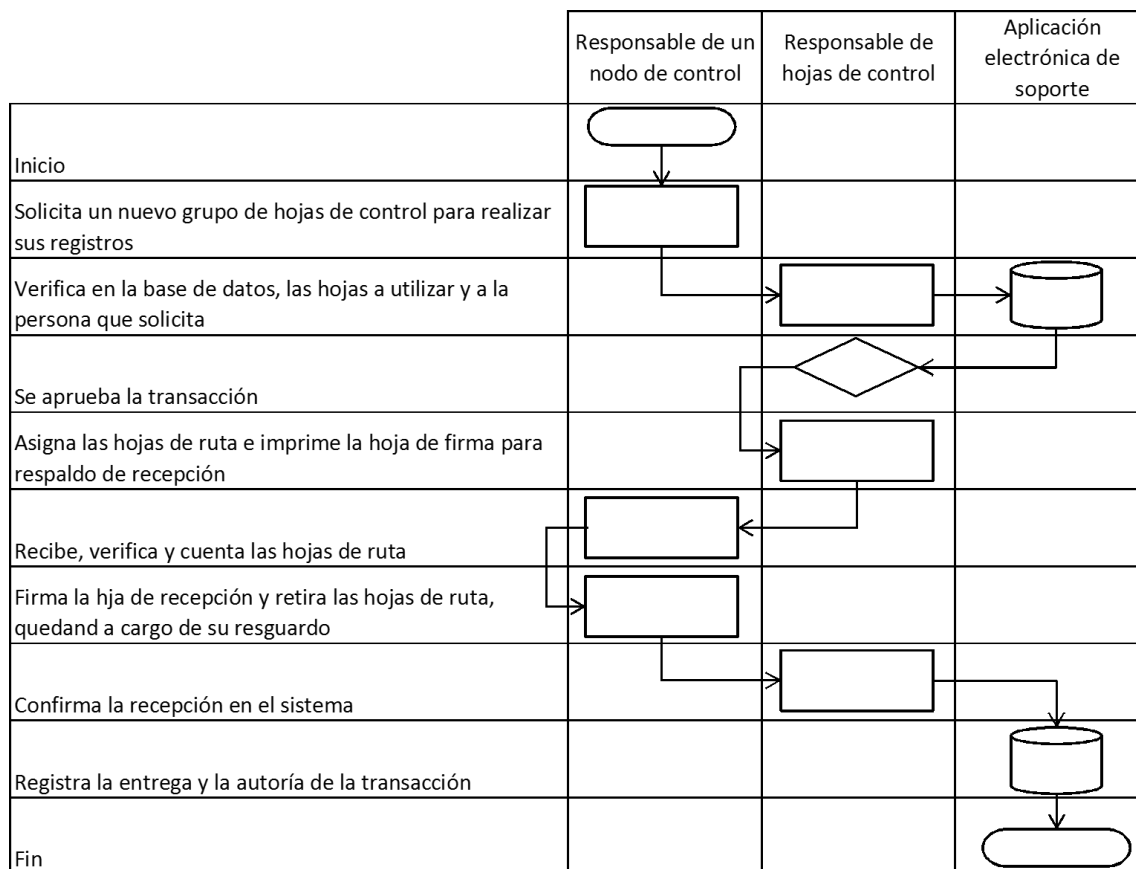 Responsable de un
nodo de control
Responsable de
hojas de control
Aplicación
electrónica de
soporte
Inicio
Solicita un nuevo grupo de hojas de control para realizar
sus registros
Verifica en la base de datos, las hojas a utilizar y a la
persona que solicita
Se aprueba la transacción
Asigna las hojas de ruta e imprime la hoja de firma para
respaldo de recepción
Recibe, verifica y cuenta las hojas de ruta
Firma la hja de recepción y retira las hojas de ruta,
quedand a cargo de su resguardo
Confirma la recepción en el sistema
Registra la entrega y la autoría de la transacción
Fin